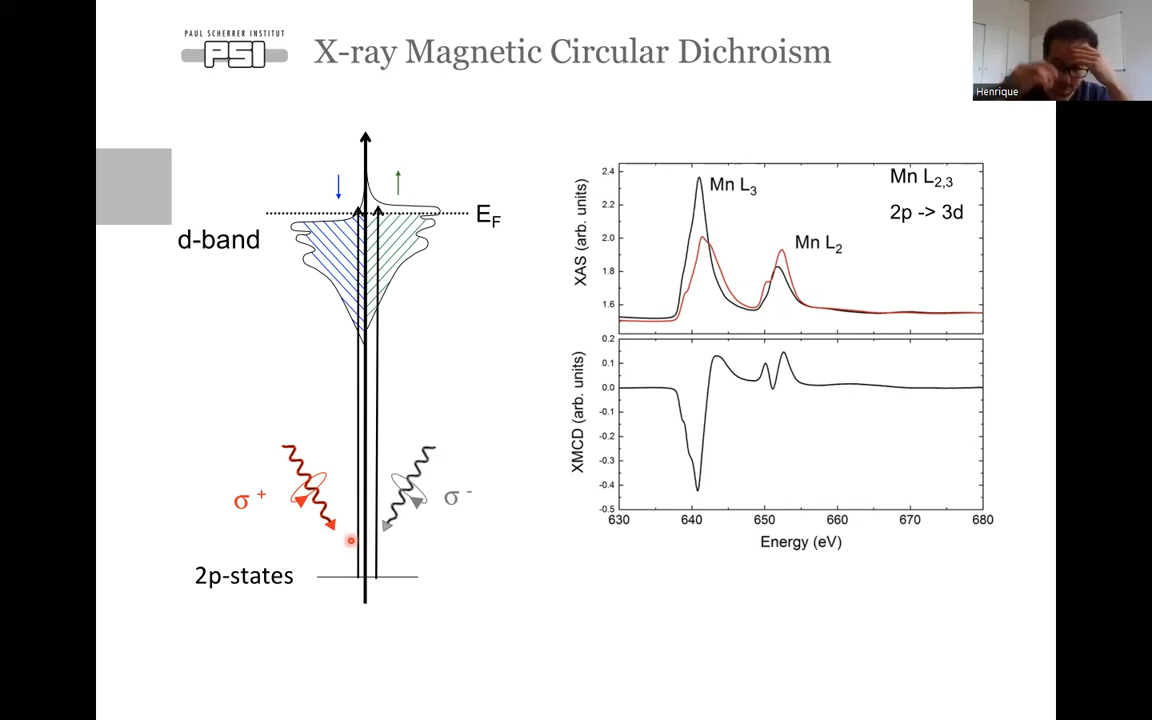 PAUL SCHERRER INSTITUT
PSI
X-ray Magnetic Circular Dichroism
Henrique
E_F
d-band
σ +
σ -
2p-states
Mn L₃
Mn L₂,₃
2p -> 3d
Mn L₂
XAS (arb. units)
2.4
2.2
2.0
1.8
1.6
XMCD (arb. units)
0.2
0.1
0.0
-0.1
-0.2
-0.3
-0.4
-0.5
630 640 650 660 670 680
Energy (eV)